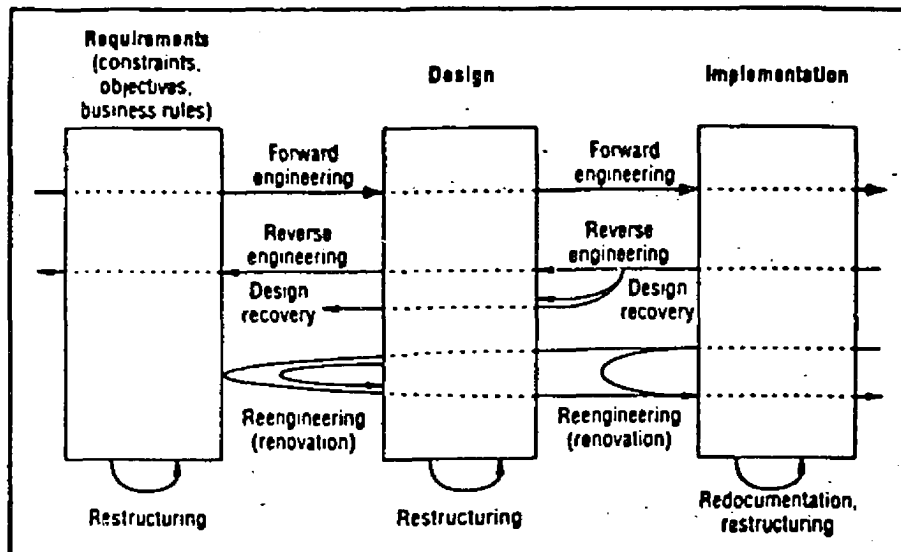 Requirements
(constraints,
objectives,
business rules)
Design
Implementation
Forward
engineering
Forward
engineering
Reverse
engineering
Reverse
engineering
Design
recovery
Design
recovery
Reengineering
(renovation)
Reengineering
(renovation)
Restructuring
Restructuring
Redocumentation,
restructuring